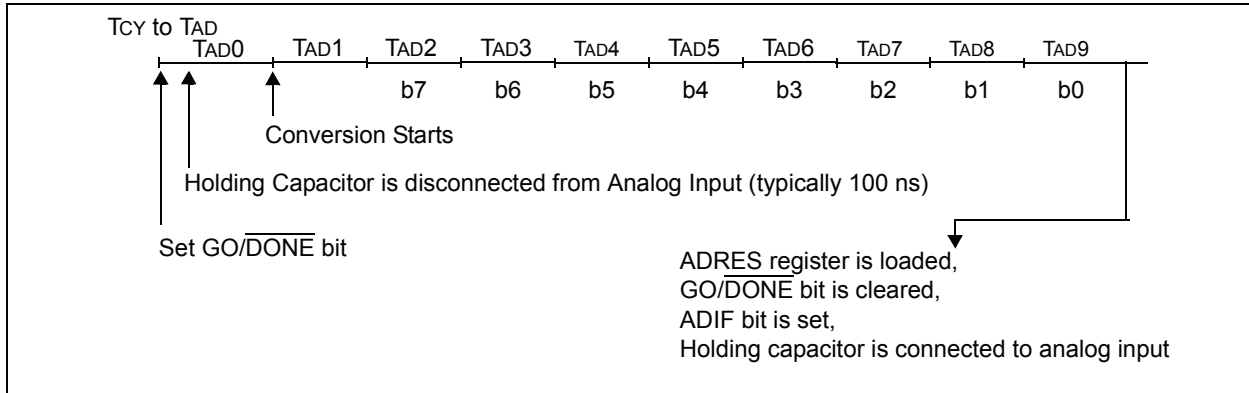 TCY to TAD
TAD0 TAD1 TAD2 TAD3 TAD4 TAD5 TAD6 TAD7 TAD8 TAD9
b7 b6 b5 b4 b3 b2 b1 b0
Conversion Starts
Holding Capacitor is disconnected from Analog Input (typically 100 ns)
Set GO/DONE bit
ADRES register is loaded,
GO/DONE bit is cleared,
ADIF bit is set,
Holding capacitor is connected to analog input